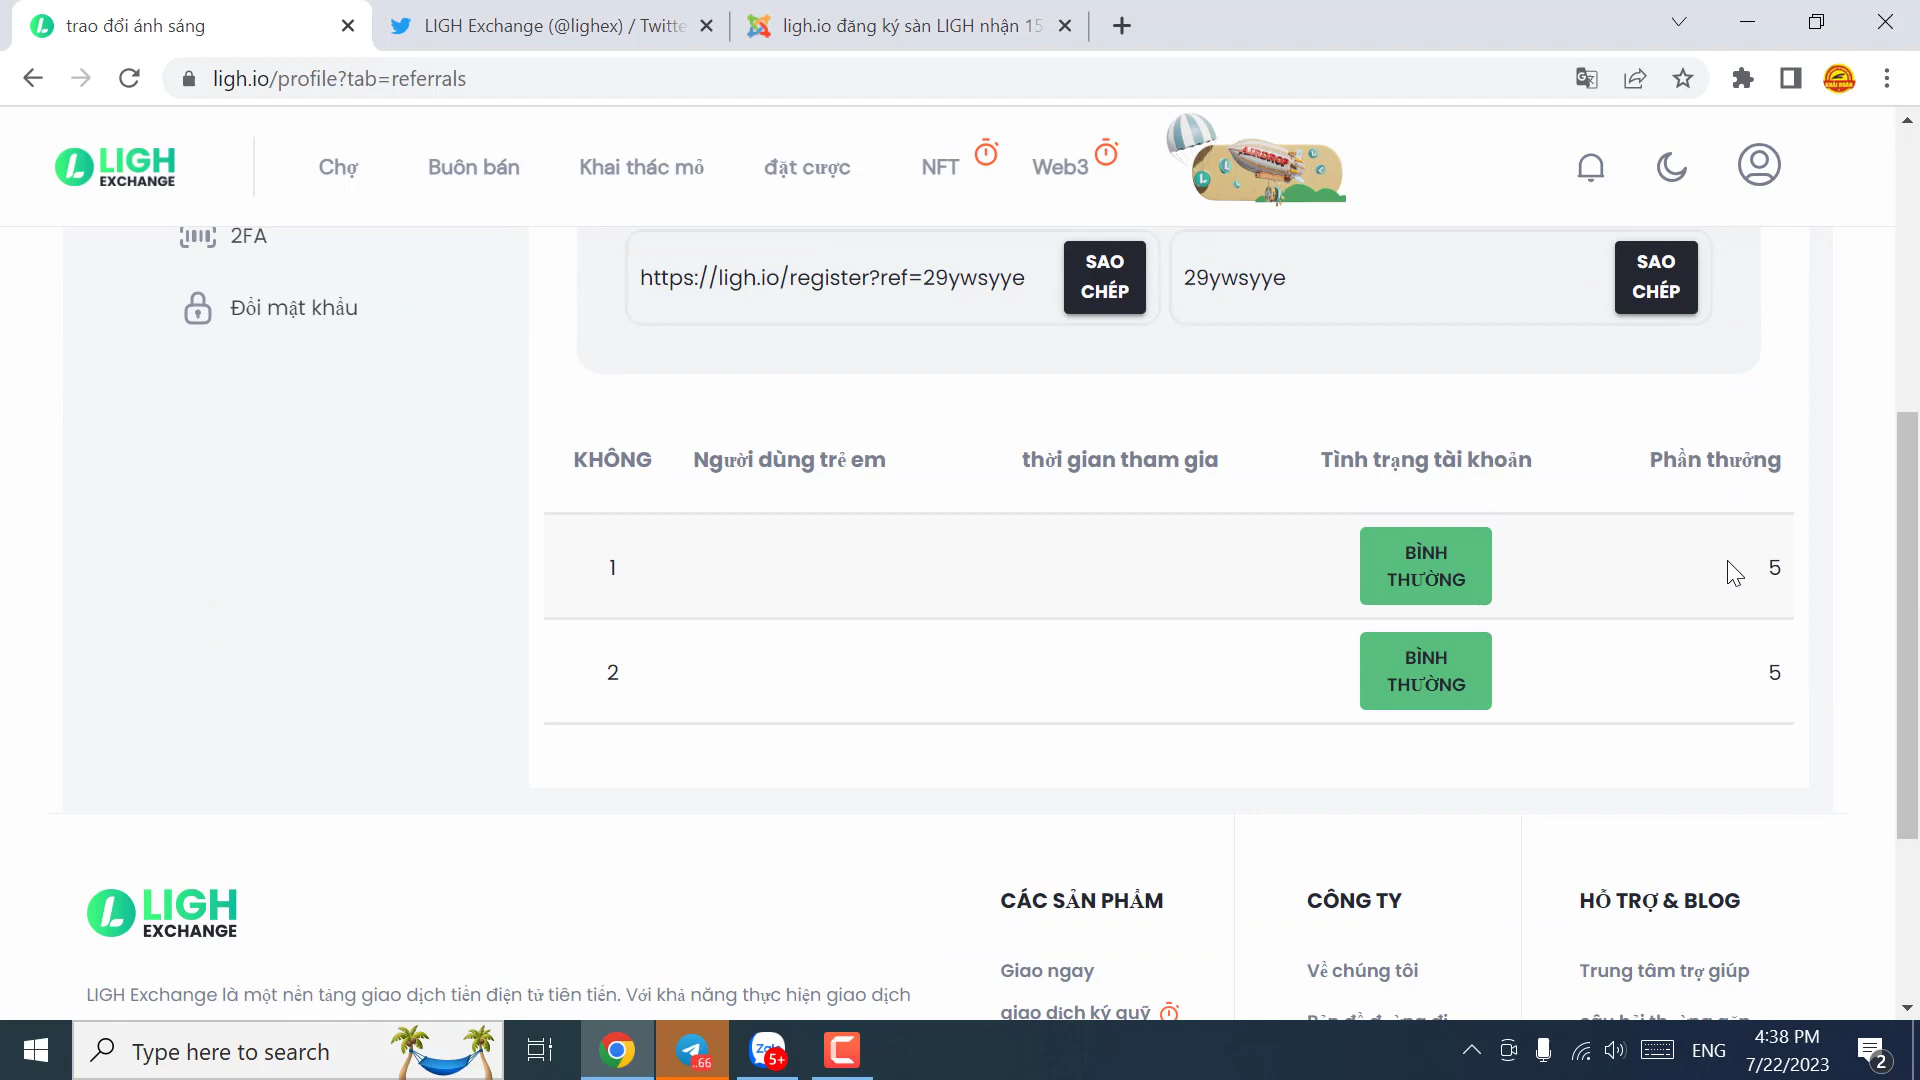 trao đổi ánh sáng
LIGH Exchange (@lighex) / Twitte
ligh.io đăng ký sàn LIGH nhận 15
ligh.io/profile?tab=referrals
LIGH
EXCHANGE
Chợ
Buôn bán
Khai thác mỏ
đặt cược
NFT
Web3
AIRDROP
2FA
Đổi mật khẩu
https://ligh.io/register?ref=29ywsyye
SAO
CHÉP
29ywsyye
SAO
CHÉP
KHÔNG
Người dùng trẻ em
thời gian tham gia
Tình trạng tài khoản
Phần thưởng
1
BÌNH
THƯỜNG
5
2
BÌNH
THƯỜNG
5
LIGH
EXCHANGE
LIGH Exchange là một nền tảng giao dịch tiền điện tử tiên tiến. Với khả năng thực hiện giao dịch
CÁC SẢN PHẨM
Giao ngay
giao dịch ký quỹ
CÔNG TY
Về chúng tôi
HỖ TRỢ & BLOG
Trung tâm trợ giúp
Type here to search
..66
Zalo
5+
ENG
4:38 PM
7/22/2023
2